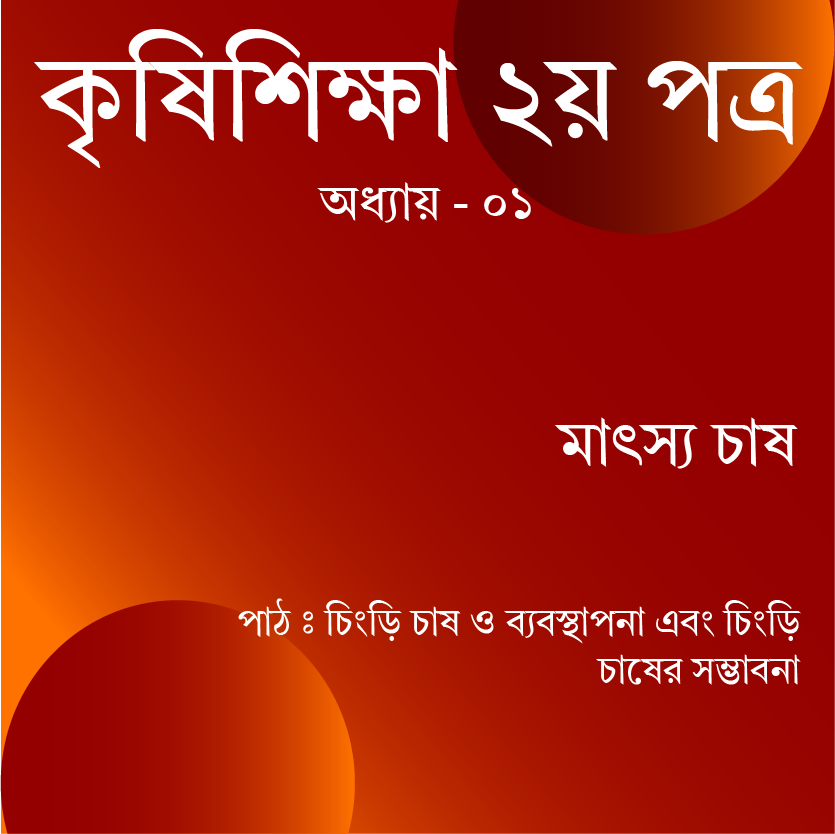 কৃষিশিক্ষা ২য় পত্র
অধ্যায় - ০১
মাৎস্য চাষ
পাঠ ঃ চিংড়ি চাষ ও ব্যবস্থাপনা এবং চিংড়ি
চাষের সম্ভাবনা